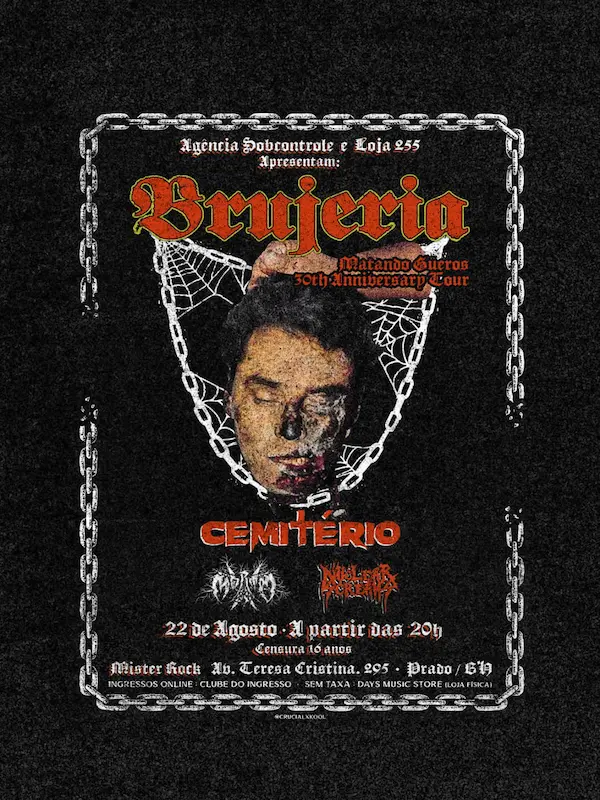 Agência Sobcontrole e Loja 255
Apresentam:
Brujeria
Matando Gueros
30th Anniversary Tour
CEMITÉRIO
22 de Agosto · A partir das 20h
Censura 16 anos
Mister Rock Av. Teresa Cristina, 295 · Prado / BH
INGRESSOS ONLINE : CLUBE DO INGRESSO · SEM TAXA : DAYS MUSIC STORE (LOJA FÍSICA)
@CRUCIALXKOOL